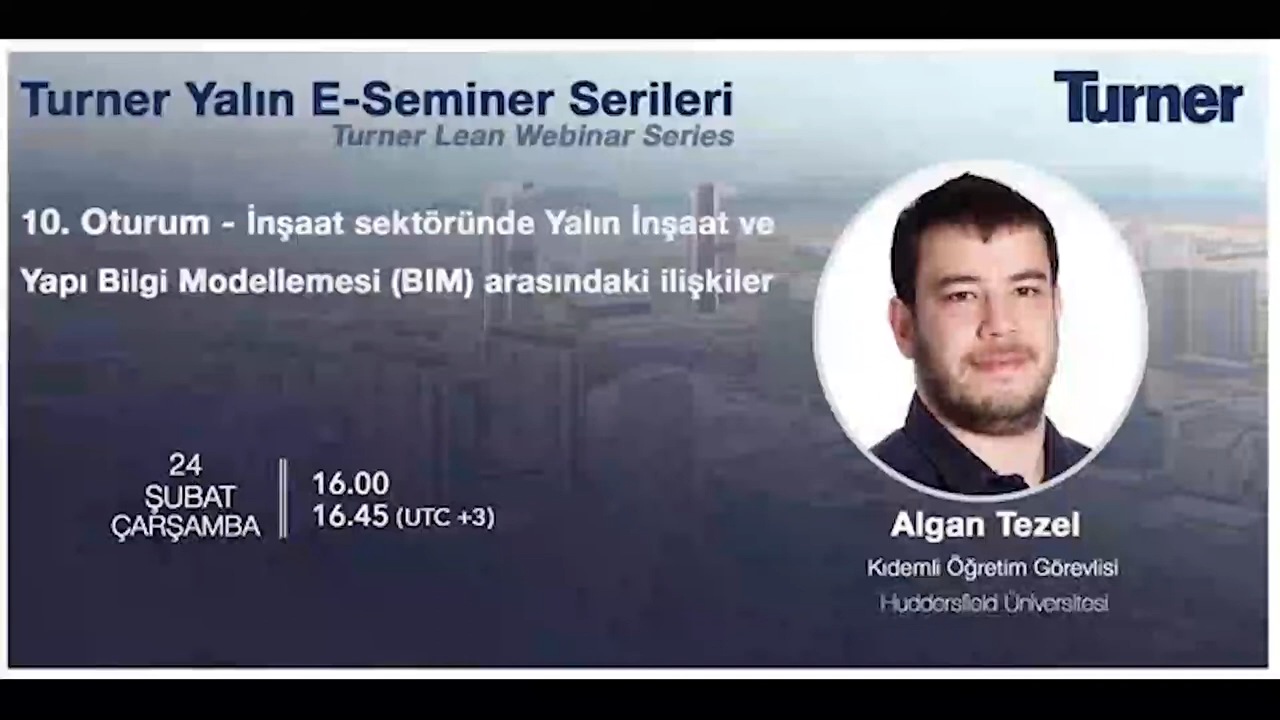 Turner Yalın E-Seminer Serileri
Turner Lean Webinar Series
Turner
10. Oturum - İnşaat sektöründe Yalın İnşaat ve
Yapı Bilgi Modellemesi (BIM) arasındaki ilişkiler
24
ŞUBAT
ÇARŞAMBA
16.00
16.45 (UTC +3)
Algan Tezel
Kıdemli Öğretim Görevlisi
Huddersfield Üniversitesi